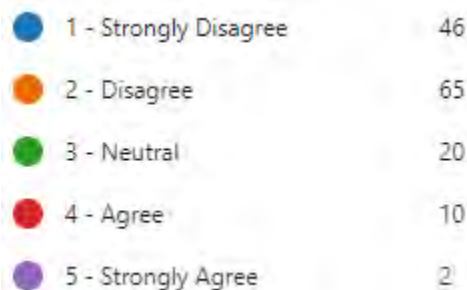 1 - Strongly Disagree 46
2 - Disagree 65
3 - Neutral 20
4 - Agree 10
5 - Strongly Agree 2